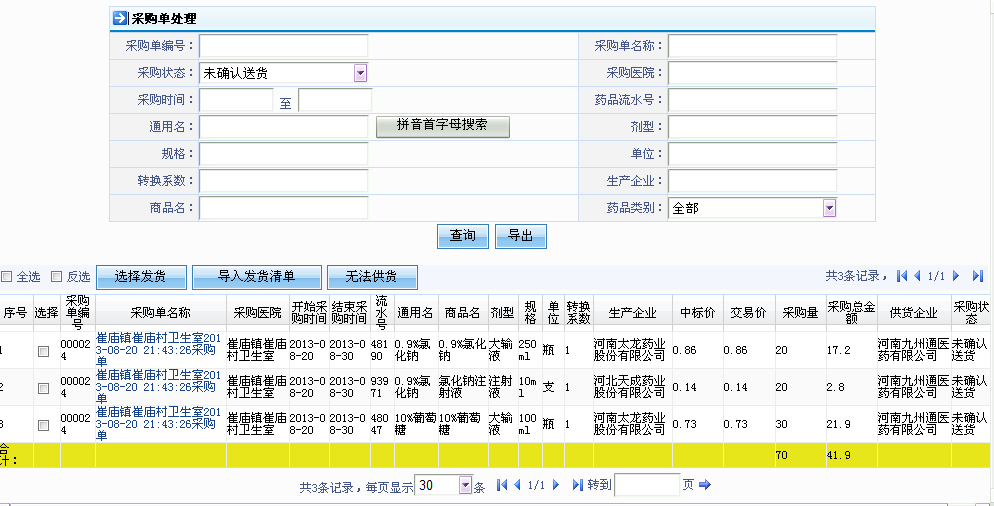 采购单处理
采购单编号： 采购单名称：
采购状态： 未确认送货 采购医院：
采购时间： 至 药品流水号：
通用名： 拼音首字母搜索 剂型：
规格： 单位：
转换系数： 生产企业：
商品名： 药品类别： 全部
查询 导出
全选 反选 选择发货 导入发货清单 无法供货 共3条记录， 1/1
序号 选择 采购单编号 采购单名称 采购医院 开始采购时间 结束采购时间 流水号 通用名 商品名 剂型 规格 单位 转换系数 生产企业 中标价 交易价 采购量 采购总金额 供货企业 采购状态
1 000024 崔庙镇崔庙村卫生室2013-08-20 21:43:26采购单 崔庙镇崔庙村卫生室 2013-08-20 2013-08-30 48190 0.9%氯化钠 0.9%氯化钠 大输液 250ml 瓶 1 河南太龙药业股份有限公司 0.86 0.86 20 17.2 河南九州通医药有限公司 未确认送货
2 000024 崔庙镇崔庙村卫生室2013-08-20 21:43:26采购单 崔庙镇崔庙村卫生室 2013-08-20 2013-08-30 93971 0.9%氯化钠 氯化钠注射液 注射液 10ml 支 1 河北天成药业股份有限公司 0.14 0.14 20 2.8 河南九州通医药有限公司 未确认送货
3 000024 崔庙镇崔庙村卫生室2013-08-20 21:43:26采购单 崔庙镇崔庙村卫生室 2013-08-20 2013-08-30 48047 10%葡萄糖 10%葡萄糖 大输液 100ml 瓶 1 河南太龙药业股份有限公司 0.73 0.73 30 21.9 河南九州通医药有限公司 未确认送货
合计： 70 41.9
共3条记录，每页显示 30 条 1/1 转到 页